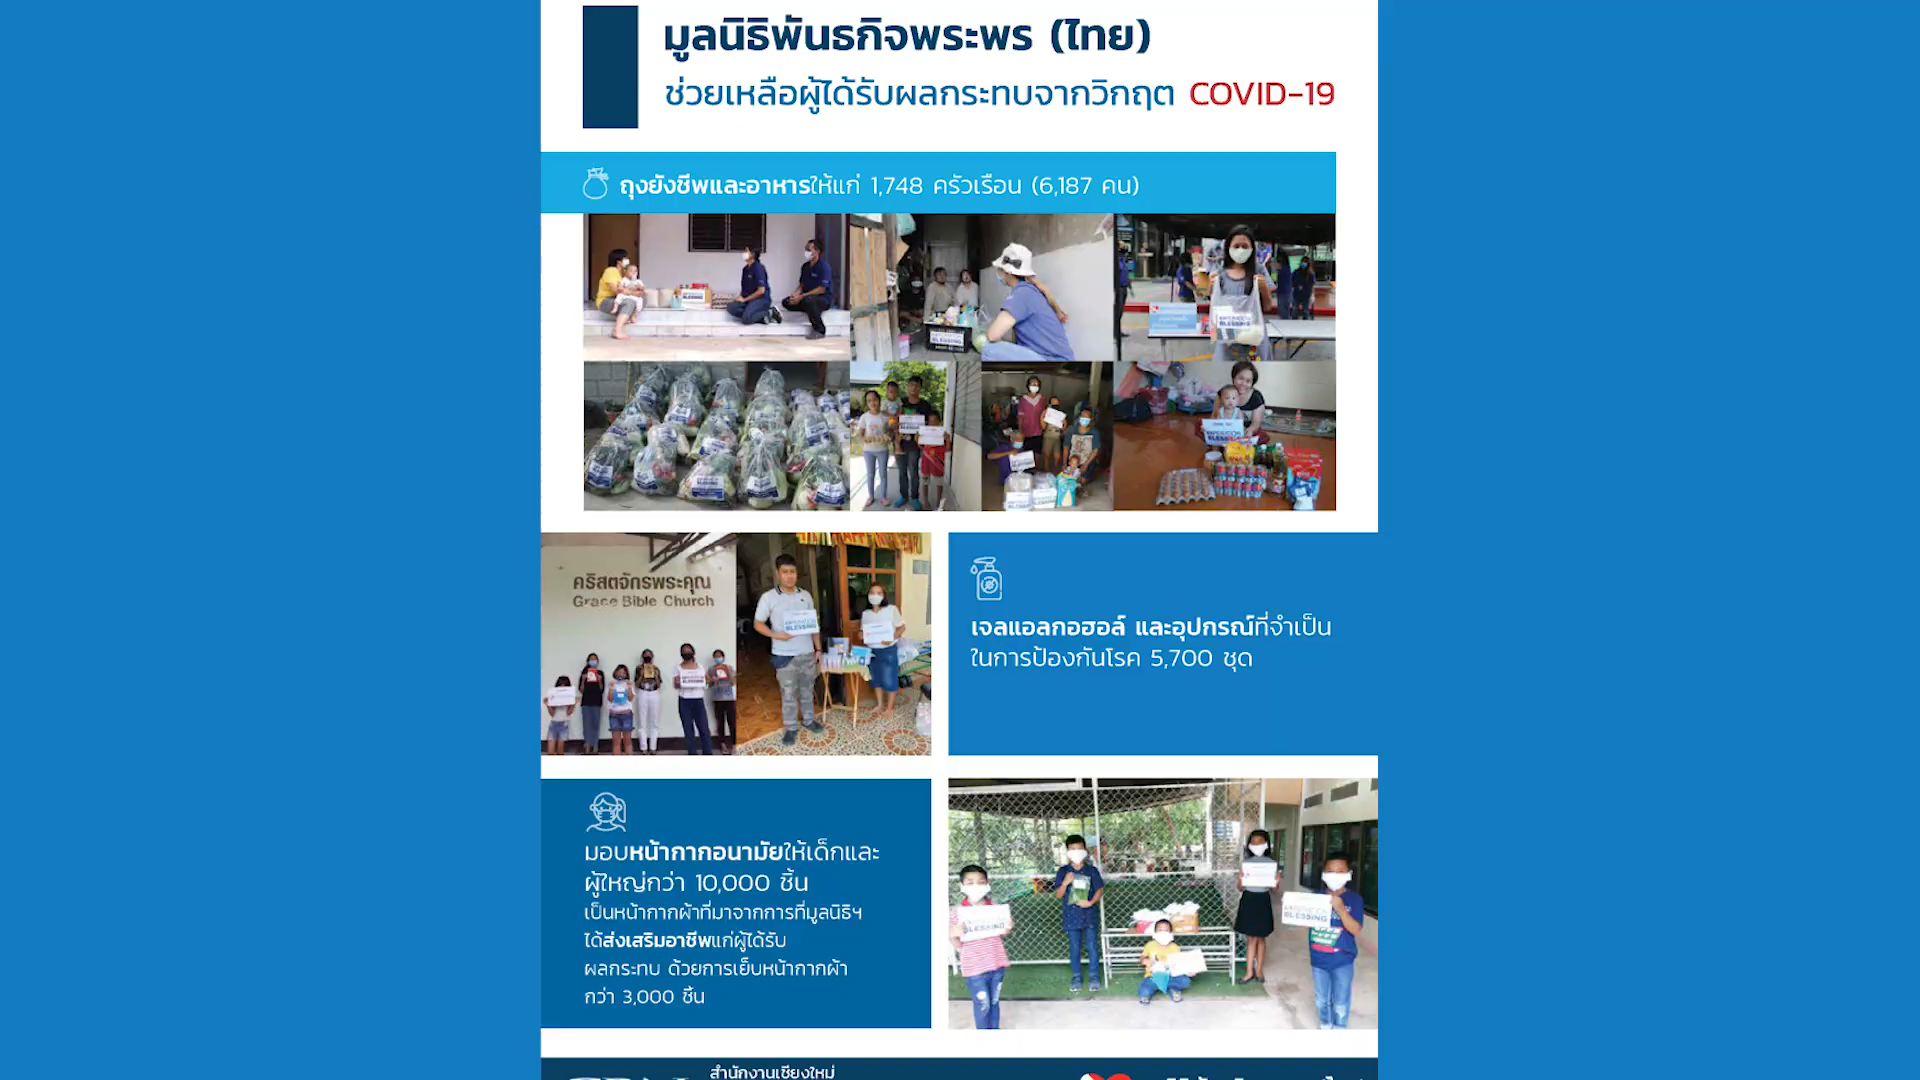 มูลนิธิพันธกิจพระพร (ไทย)
ช่วยเหลือผู้ได้รับผลกระทบจากวิกฤต COVID-19
ถุงยังชีพและอาหารให้แก่ 1,748 ครัวเรือน (6,187 คน)
คริสตจักรพระคุณ
Grace Bible Church
เจลแอลกอฮอล์ และอุปกรณ์ที่จำเป็น
ในการป้องกันโรค 5,700 ชุด
มอบหน้ากากอนามัยให้เด็กและ
ผู้ใหญ่กว่า 10,000 ชิ้น
เป็นหน้ากากผ้าที่มาจากการที่มูลนิธิฯ
ได้ส่งเสริมอาชีพแก่ผู้ได้รับ
ผลกระทบ ด้วยการเย็บหน้ากากผ้า
กว่า 3,000 ชิ้น
สำนักงานเชียงใหม่